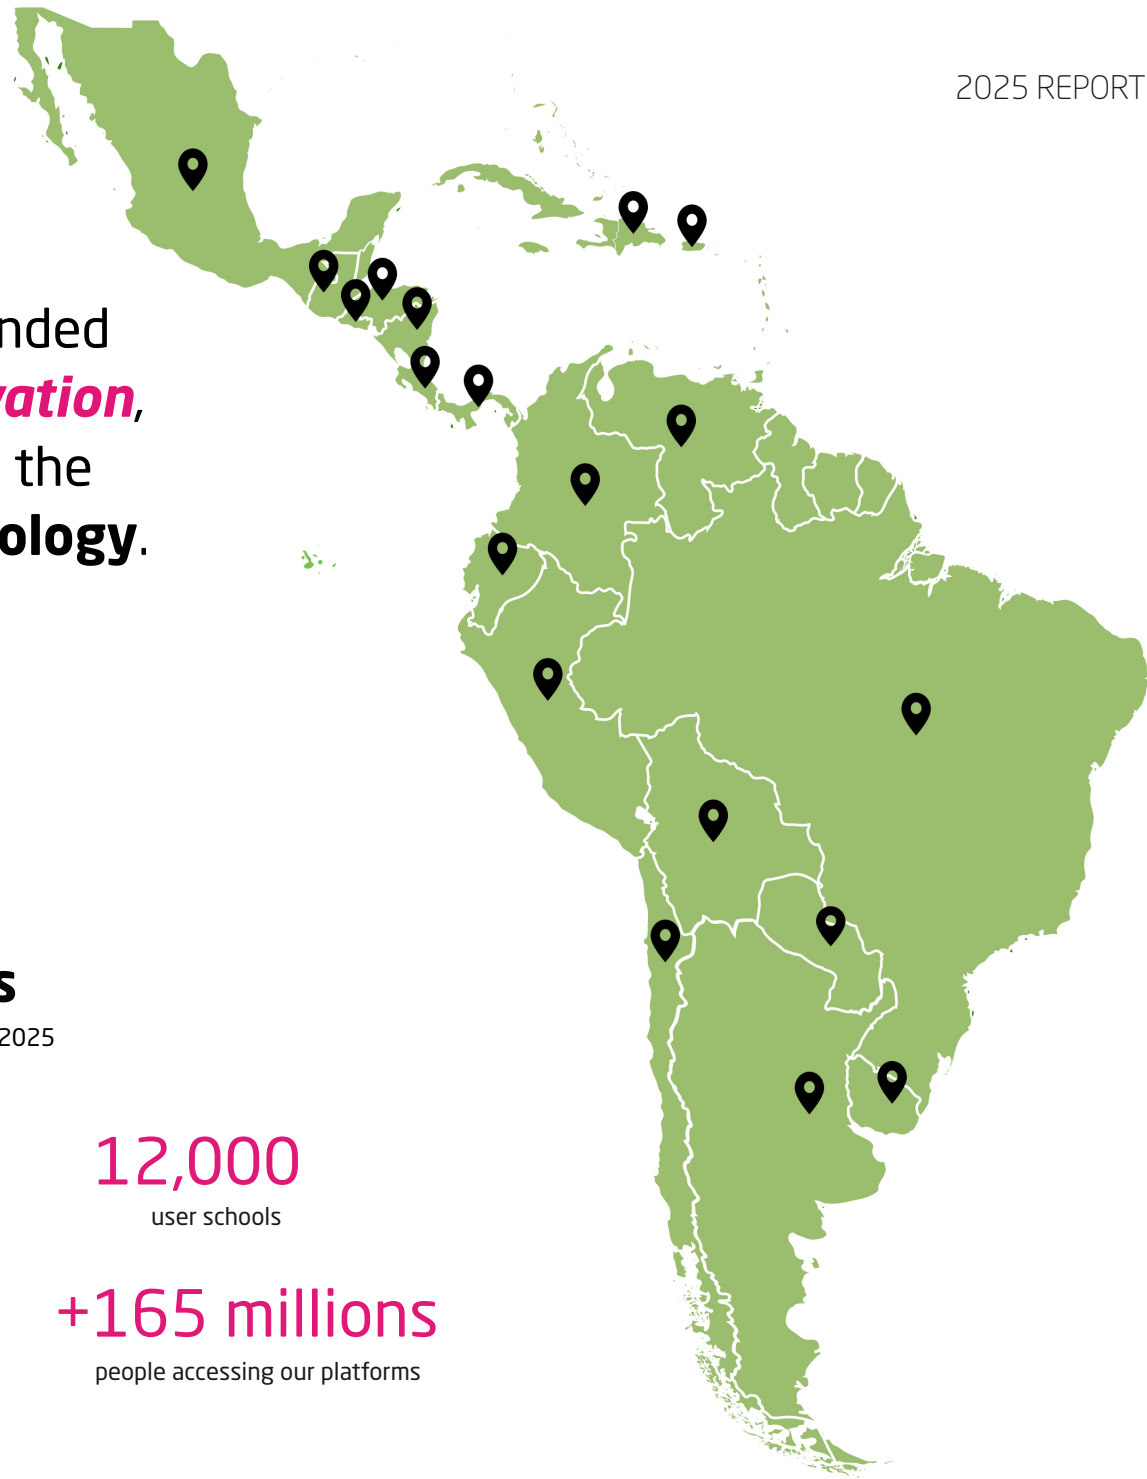 2025 REPORT
nded
vation,
the
ology.
s
2025
12,000
user schools
+165 millions
people accessing our platforms